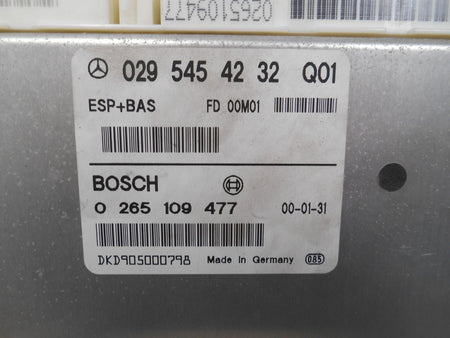 0265109477
029 545 42 32 Q01
ESP+BAS FD 00M01
BOSCH
0 265 109 477 00-01-31
DKD905000798 Made in Germany 085